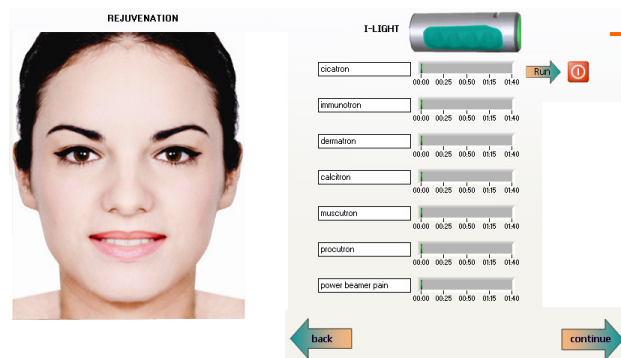 REJUVENATION
I-LIGHT
cicatron
00:00 00:25 00:50 01:15 01:40
Run
immunotron
00:00 00:25 00:50 01:15 01:40
dermatron
00:00 00:25 00:50 01:15 01:40
calcitron
00:00 00:25 00:50 01:15 01:40
muscutron
00:00 00:25 00:50 01:15 01:40
procutron
00:00 00:25 00:50 01:15 01:40
power beamer pain
00:00 00:25 00:50 01:15 01:40
back
continue